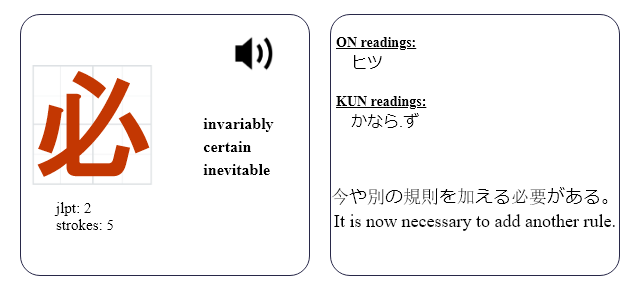 必
invariably
certain
inevitable
jlpt: 2
strokes: 5
ON readings:
ヒツ
KUN readings:
かなら.ず
今や別の規則を加える必要がある。
It is now necessary to add another rule.